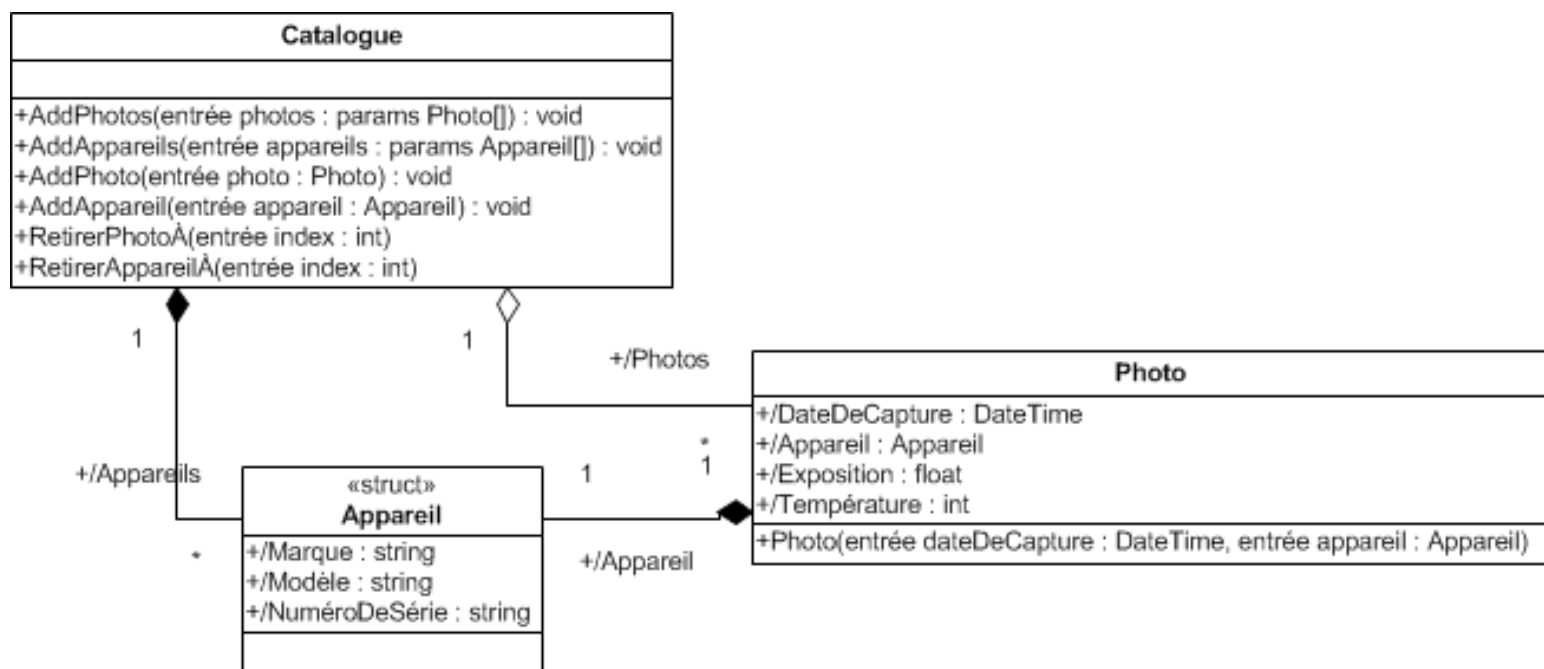 Catalogue
+AddPhotos(entrée photos : params Photo[]) : void
+AddAppareils(entrée appareils : params Appareil[]) : void
+AddPhoto(entrée photo : Photo) : void
+AddAppareil(entrée appareil : Appareil) : void
+RetirerPhotoÀ(entrée index : int)
+RetirerAppareilÀ(entrée index : int)
1
1
+/Photos
*
+/Appareils
*
Photo
+/DateDeCapture : DateTime
+/Appareil : Appareil
+/Exposition : float
+/Température : int
+Photo(entrée dateDeCapture : DateTime, entrée appareil : Appareil)
1
1
+/Appareil
«struct»
Appareil
+/Marque : string
+/Modèle : string
+/NuméroDeSérie : string